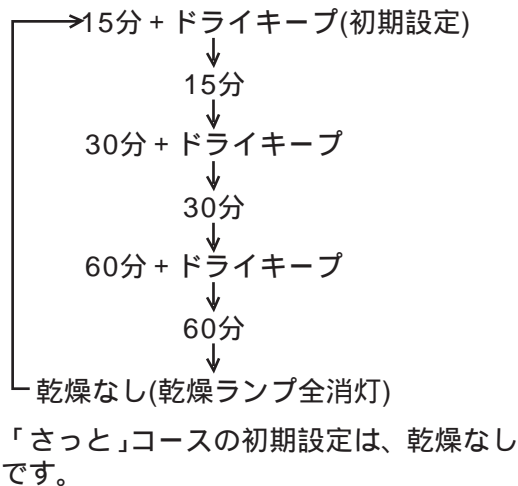 15分+ドライキープ(初期設定)
15分
30分+ドライキープ
30分
60分+ドライキープ
60分
乾燥なし(乾燥ランプ全消灯)
「さっと」コースの初期設定は、乾燥なし
です。